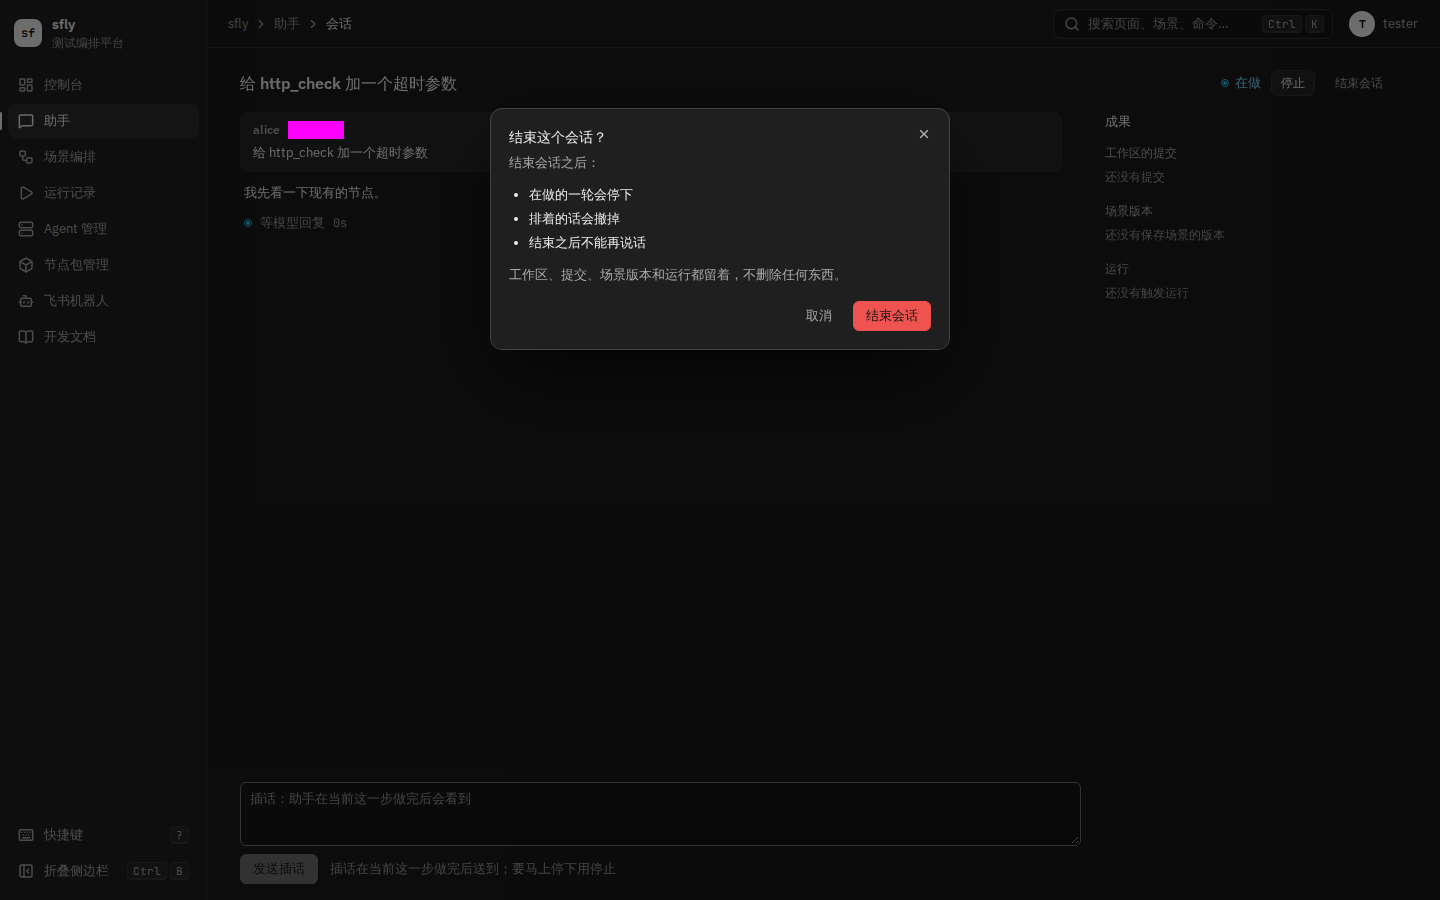 sf
sfly
测试编排平台
控制台
助手
场景编排
运行记录
Agent 管理
节点包管理
飞书机器人
开发文档
快捷键 ?
折叠侧边栏 Ctrl B
sfly > 助手 > 会话
搜索页面、场景、命令... Ctrl K
T tester
给 http_check 加一个超时参数
在做 停止 结束会话
alice
给 http_check 加一个超时参数
我先看一下现有的节点。
等模型回复 0s
结束这个会话？
结束会话之后：
• 在做的一轮会停下
• 排着的话会撤掉
• 结束之后不能再说话
工作区、提交、场景版本和运行都留着，不删除任何东西。
取消 结束会话
成果
工作区的提交
还没有提交
场景版本
还没有保存场景的版本
运行
还没有触发运行
插话：助手在当前这一步做完后会看到
发送插话 插话在当前这一步做完后送到；要马上停下用停止